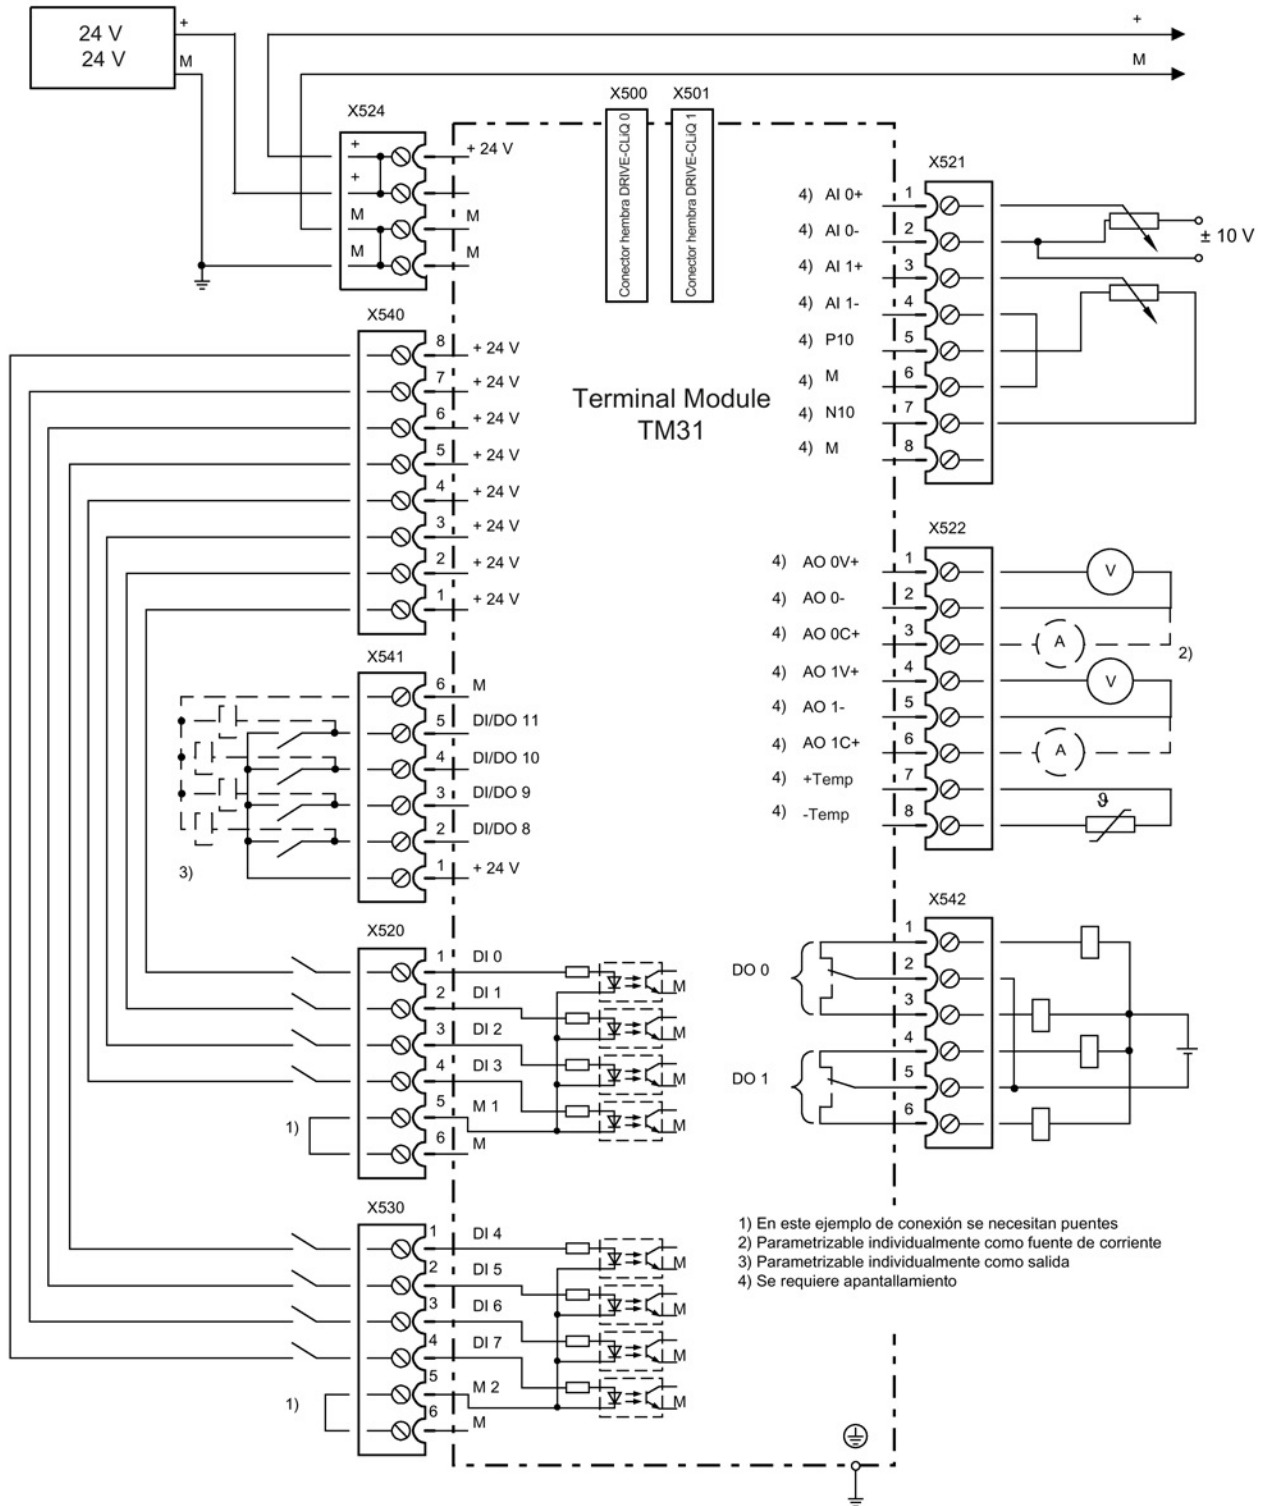 24 V
24 V
+
M
+
M
X524
+
+
M
M
+ 24 V
M
M
X500
X501
Conector hembra DRIVE-CLiQ 0
Conector hembra DRIVE-CLiQ 1
Terminal Module
TM31
X540
8 + 24 V
7 + 24 V
6 + 24 V
5 + 24 V
4 + 24 V
3 + 24 V
2 + 24 V
1 + 24 V
X541
6 M
5 DI/DO 11
4 DI/DO 10
3 DI/DO 9
2 DI/DO 8
1 + 24 V
3)
X520
1 DI 0
2 DI 1
3 DI 2
4 DI 3
5 M 1
6 M
1)
M
M
M
M
X530
1 DI 4
2 DI 5
3 DI 6
4 DI 7
5 M 2
6 M
1)
M
M
M
M
X521
4) AI 0+ 1
4) AI 0- 2
4) AI 1+ 3
4) AI 1- 4
4) P10 5
4) M 6
4) N10 7
4) M 8
± 10 V
X522
4) AO 0V+ 1
4) AO 0- 2
4) AO 0C+ 3
4) AO 1V+ 4
4) AO 1- 5
4) AO 1C+ 6
4) +Temp 7
4) -Temp 8
V
A
2)
V
A
ϑ
X542
1
2
3
4
5
6
DO 0
DO 1
1) En este ejemplo de conexión se necesitan puentes
2) Parametrizable individualmente como fuente de corriente
3) Parametrizable individualmente como salida
4) Se requiere apantallamiento